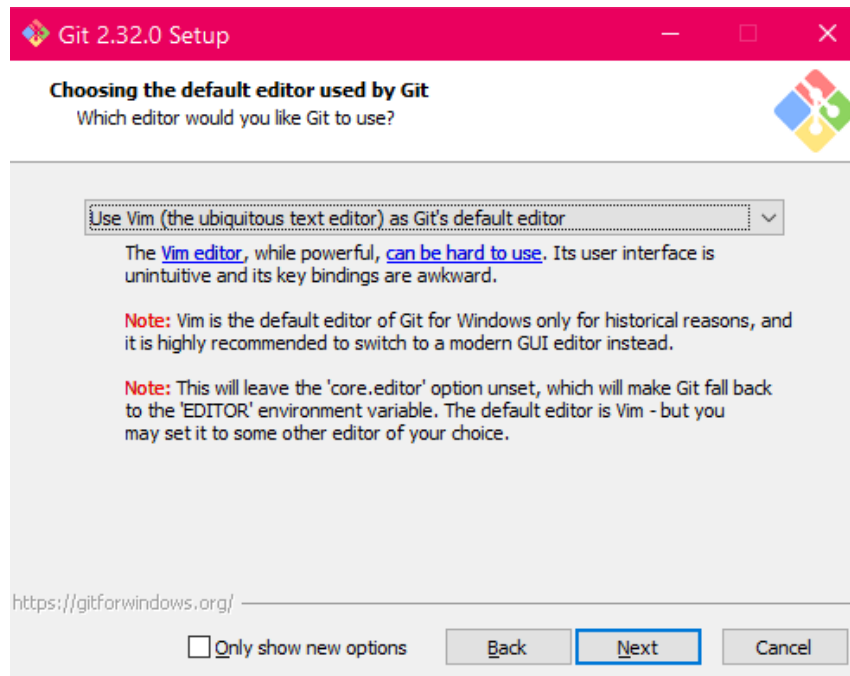 Git 2.32.0 Setup
Choosing the default editor used by Git
Which editor would you like Git to use?
Use Vim (the ubiquitous text editor) as Git's default editor
The Vim editor, while powerful, can be hard to use. Its user interface is
unintuitive and its key bindings are awkward.
Note: Vim is the default editor of Git for Windows only for historical reasons, and
it is highly recommended to switch to a modern GUI editor instead.
Note: This will leave the 'core.editor' option unset, which will make Git fall back
to the 'EDITOR' environment variable. The default editor is Vim - but you
may set it to some other editor of your choice.
https://gitforwindows.org/
Only show new options Back Next Cancel